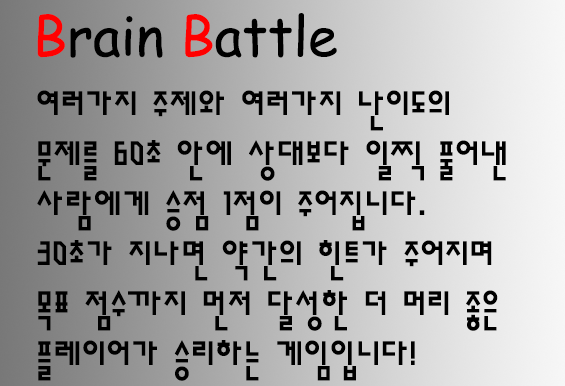 Brain Battle
여러가지 주제와 여러가지 난이도의
문제를 60초 안에 상대보다 일찍 풀어낸
사람에게 승점 1점이 주어집니다.
30초가 지나면 약간의 힌트가 주어지며
목표 점수까지 먼저 달성한 더 머리 좋은
플레이어가 승리하는 게임입니다!